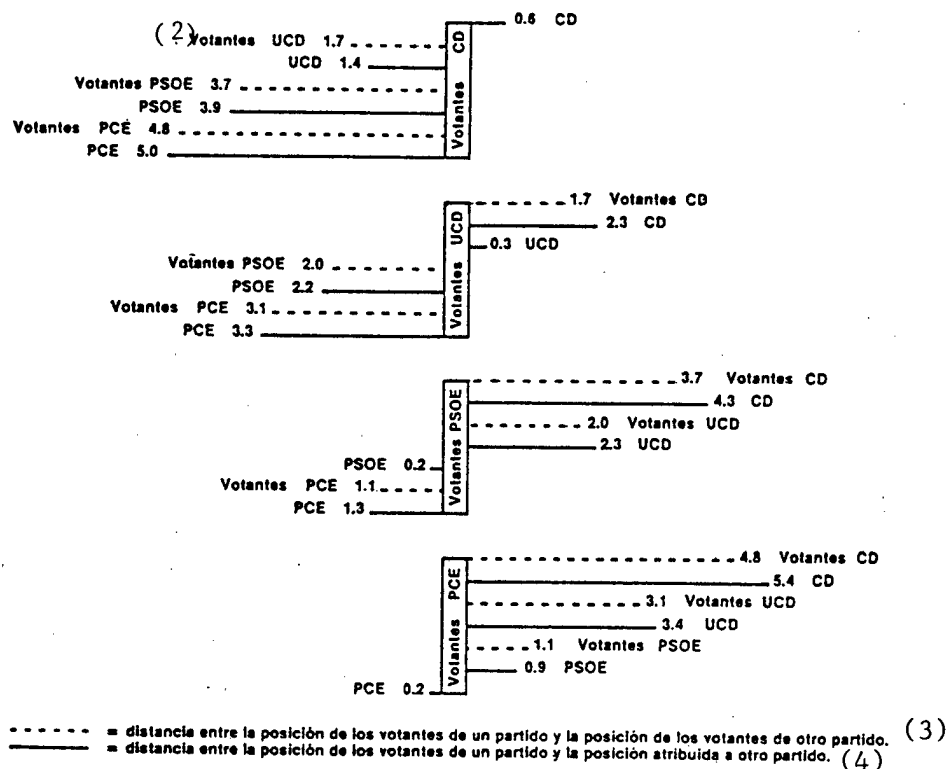 0.6 CD
(2)
Votantes UCD 1.7
UCD 1.4
Votantes PSOE 3.7
PSOE 3.9
Votantes PCE 4.8
PCE 5.0
Votantes CD
1.7 Votantes CD
2.3 CD
0.3 UCD
Votantes PSOE 2.0
PSOE 2.2
Votantes PCE 3.1
PCE 3.3
Votantes UCD
3.7 Votantes CD
4.3 CD
2.0 Votantes UCD
2.3 UCD
PSOE 0.2
Votantes PCE 1.1
PCE 1.3
Votantes PSOE
4.8 Votantes CD
5.4 CD
3.1 Votantes UCD
3.4 UCD
1.1 Votantes PSOE
0.9 PSOE
PCE 0.2
Votantes PCE
= distancia entre la posición de los votantes de un partido y la posición de los votantes de otro partido. (3)
= distancia entre la posición de los votantes de un partido y la posición atribuida a otro partido. (4)